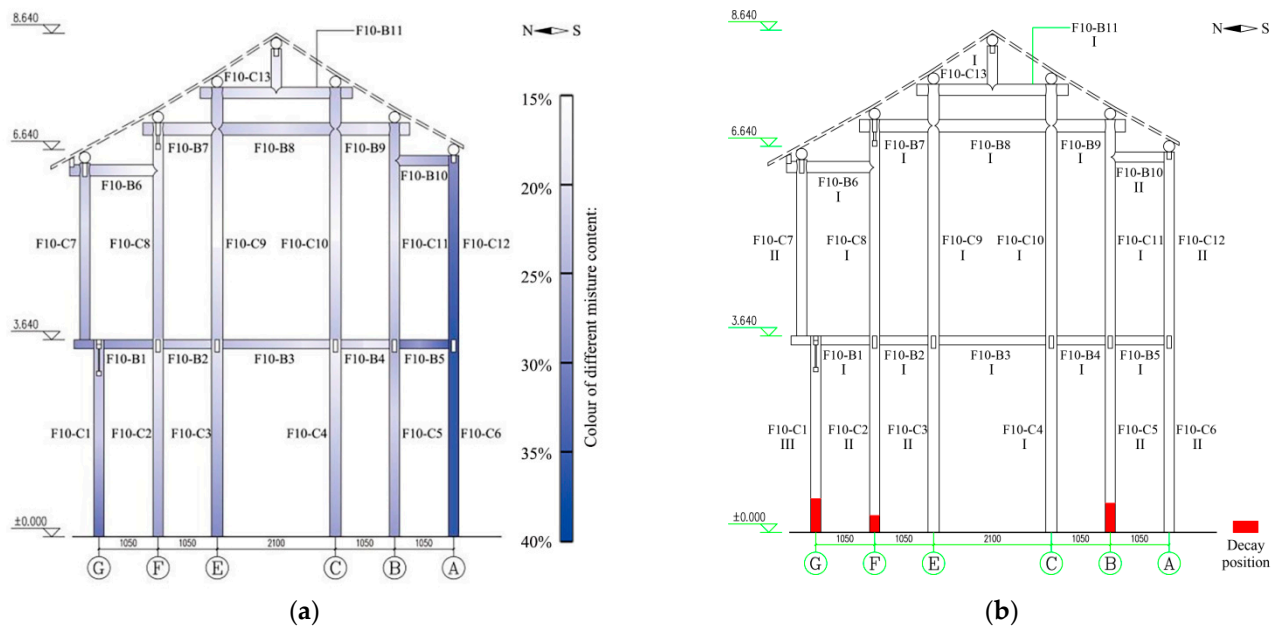 8.640
N S
F10-B11
F10-C13
6.640
F10-B7
F10-B8
F10-B9
F10-B10
F10-B6
F10-C7
F10-C8
F10-C9
F10-C10
F10-C11
F10-C12
3.640
F10-B1
F10-B2
F10-B3
F10-B4
F10-B5
F10-C1
F10-C2
F10-C3
F10-C4
F10-C5
F10-C6
±0.000
1050
1050
2100
1050
1050
G
F
E
C
B
A
15%
20%
25%
30%
35%
40%
Colour of different misture content:
(a)
8.640
N S
F10-B11
I
I
F10-C13
6.640
F10-B7
I
F10-B8
I
F10-B9
I
F10-B10
II
F10-B6
I
F10-C7
II
F10-C8
I
F10-C9
I
F10-C10
I
F10-C11
I
F10-C12
II
3.640
F10-B1
I
F10-B2
I
F10-B3
I
F10-B4
I
F10-B5
I
F10-C1
III
F10-C2
II
F10-C3
II
F10-C4
I
F10-C5
II
F10-C6
II
±0.000
1050
1050
2100
1050
1050
G
F
E
C
B
A
Decay
position
(b)